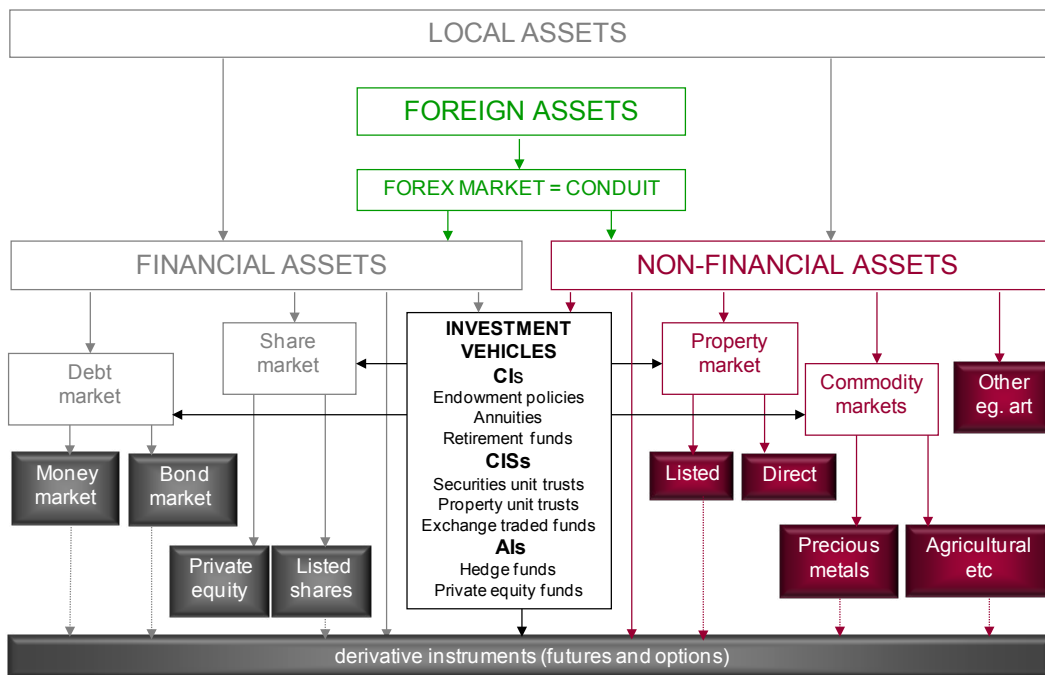 LOCAL ASSETS
FOREIGN ASSETS
FOREX MARKET = CONDUIT
FINANCIAL ASSETS
NON-FINANCIAL ASSETS
Debt
market
Share
market
INVESTMENT
VEHICLES
CIs
Endowment policies
Annuities
Retirement funds
CISs
Securities unit trusts
Property unit trusts
Exchange traded funds
AIs
Hedge funds
Private equity funds
Property
market
Commodity
markets
Other
eg. art
Money
market
Bond
market
Listed
Direct
Private
equity
Listed
shares
Precious
metals
Agricultural
etc
derivative instruments (futures and options)